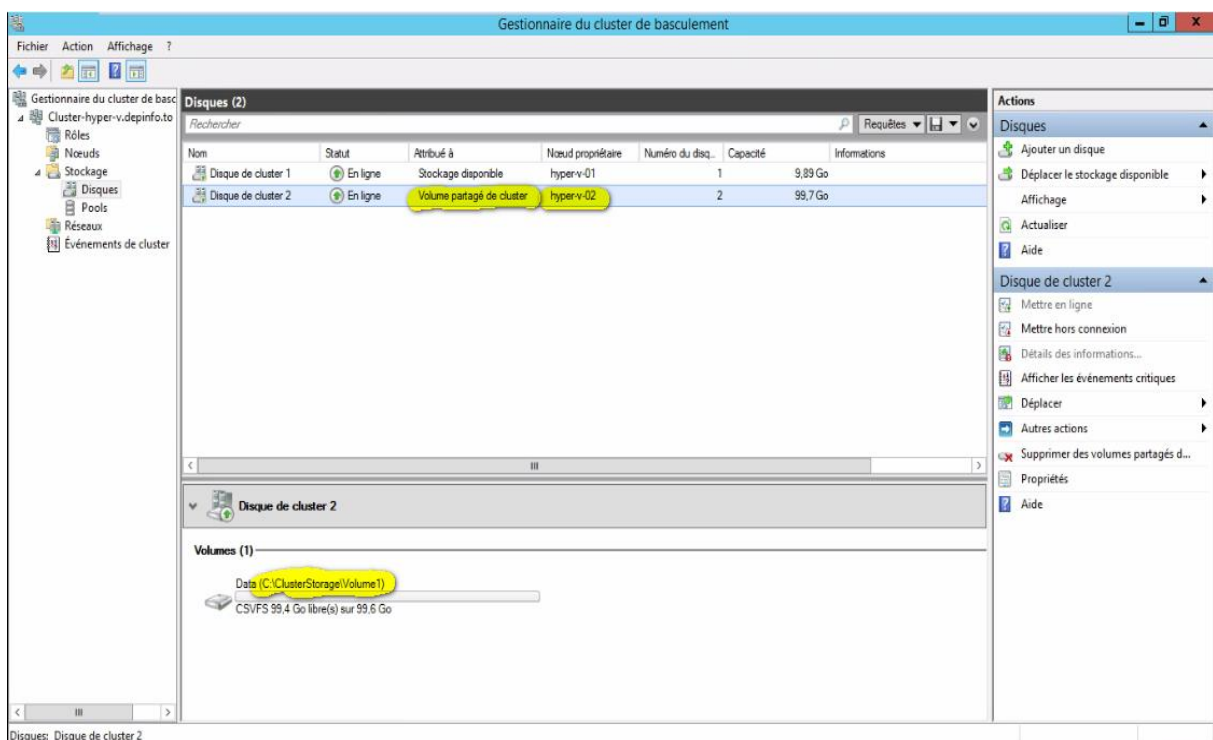 Gestionnaire du cluster de basculement
Fichier Action Affichage ?
Gestionnaire du cluster de basc
Cluster-hyper-v.depinfo.to
Rôles
Nœuds
Stockage
Disques
Pools
Réseaux
Événements de cluster
Disques (2)
Rechercher
Requêtes
Nom Statut Attribué à Nœud propriétaire Numéro du disq... Capacité Informations
Disque de cluster 1 En ligne Stockage disponible hyper-v-01 1 9,89 Go
Disque de cluster 2 En ligne Volume partagé de cluster hyper-v-02 2 99,7 Go
Disque de cluster 2
Volumes (1)
Data (C:\ClusterStorage\Volume1)
CSVFS 99,4 Go libre(s) sur 99,6 Go
Actions
Disques
Ajouter un disque
Déplacer le stockage disponible
Affichage
Actualiser
Aide
Disque de cluster 2
Mettre en ligne
Mettre hors connexion
Détails des informations...
Afficher les événements critiques
Déplacer
Autres actions
Supprimer des volumes partagés d...
Propriétés
Aide
Disques: Disque de cluster 2